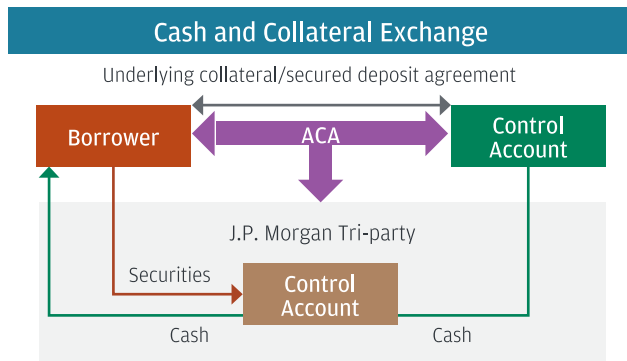 Cash and Collateral Exchange
Underlying collateral/secured deposit agreement
Borrower
ACA
Control
Account
J.P. Morgan Tri-party
Securities
Control
Account
Cash
Cash